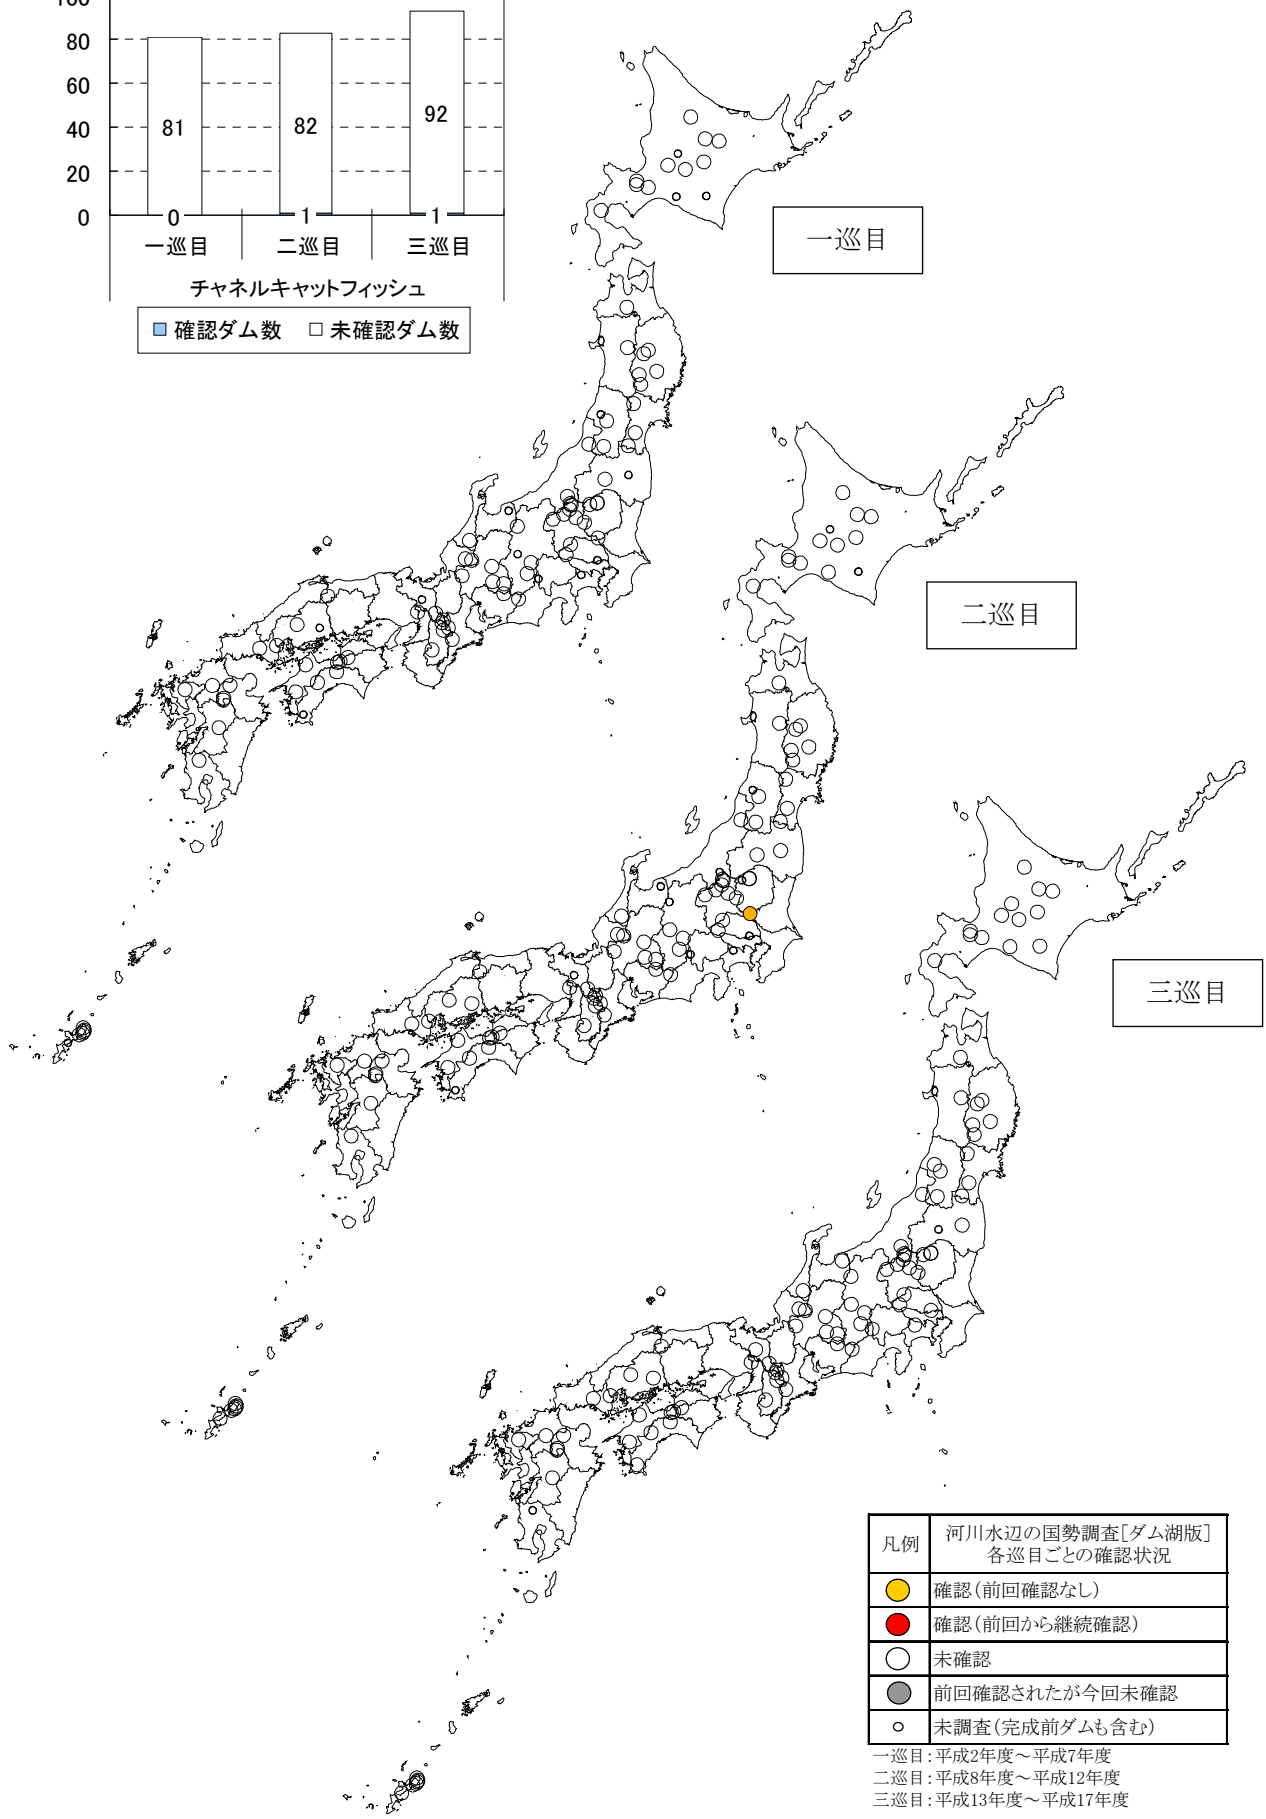 100
80
60
40
20
0
81
82
92
0
1
1
一巡目
二巡目
三巡目
チャネルキャットフィッシュ
確認ダム数 未確認ダム数
一巡目
二巡目
三巡目
凡例
河川水辺の国勢調査[ダム湖版]
各巡目ごとの確認状況
確認(前回確認なし)
確認(前回から継続確認)
未確認
前回確認されたが今回未確認
未調査(完成前ダムも含む)
一巡目:平成2年度～平成7年度
二巡目:平成8年度～平成12年度
三巡目:平成13年度～平成17年度